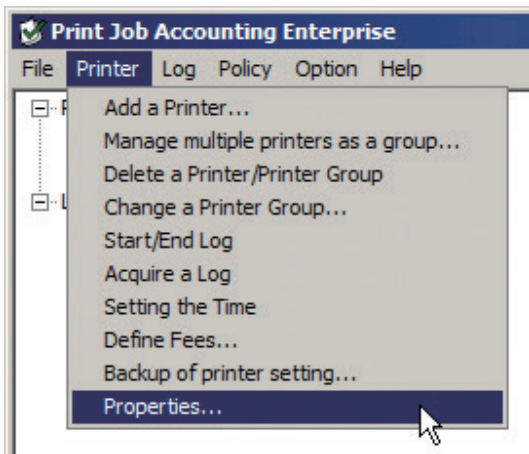 Print Job Accounting Enterprise
File Printer Log Policy Option Help
Add a Printer...
Manage multiple printers as a group...
Delete a Printer/Printer Group
Change a Printer Group...
Start/End Log
Acquire a Log
Setting the Time
Define Fees...
Backup of printer setting...
Properties...